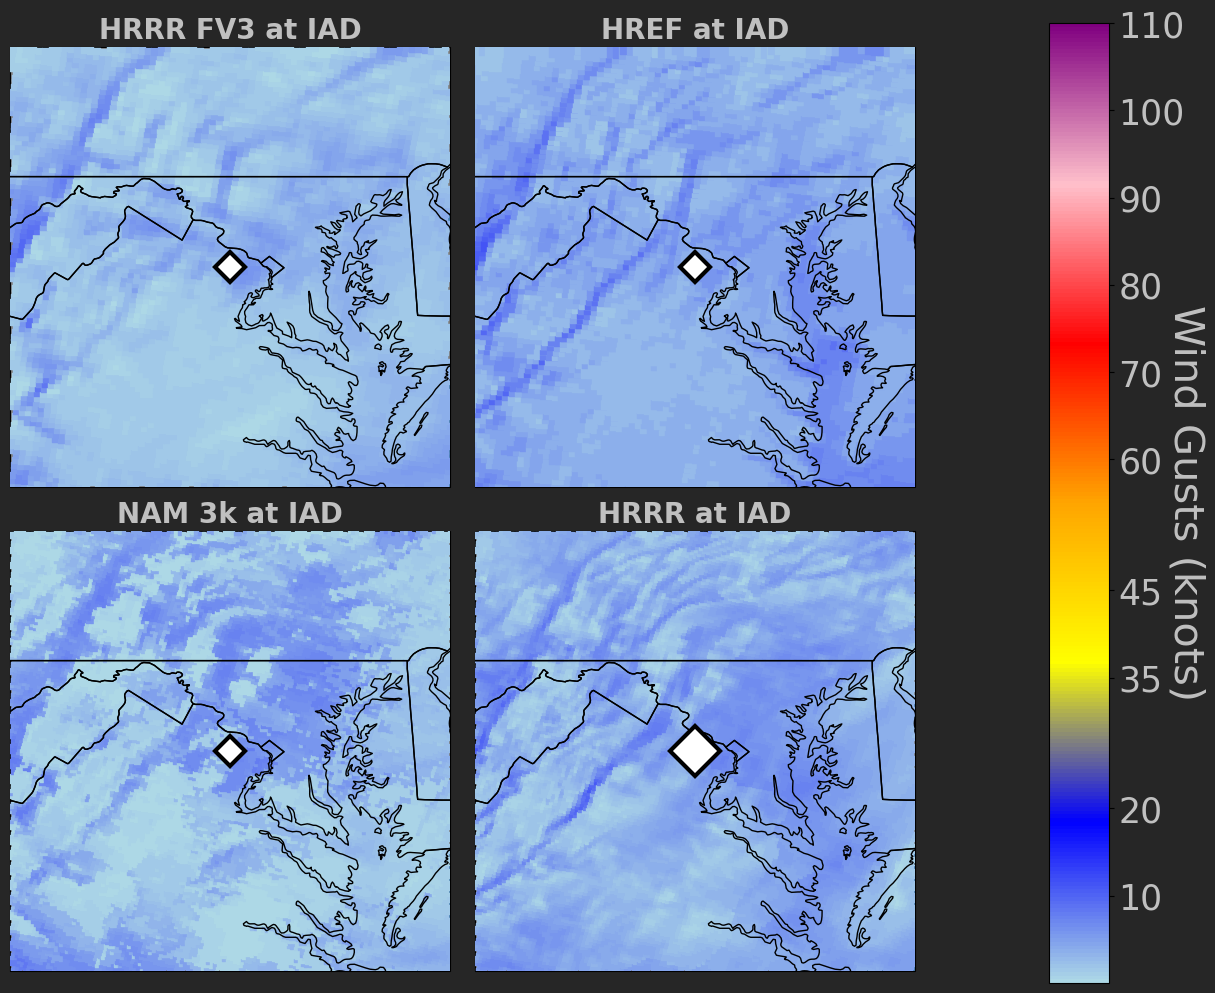 HRRR FV3 at IAD
HREF at IAD
NAM 3k at IAD
HRRR at IAD
110
100
90
80
70
60
45
35
20
10
Wind Gusts (knots)